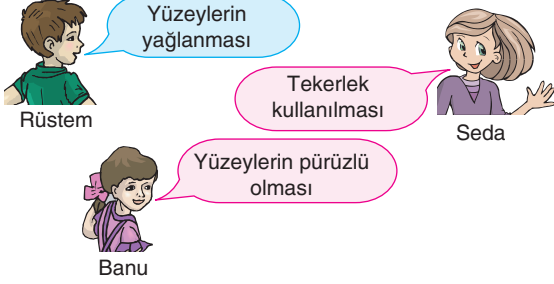 Yüzeylerin
yağlanması
Rüstem
Tekerlek
kullanılması
Seda
Yüzeylerin pürüzlü
olması
Banu